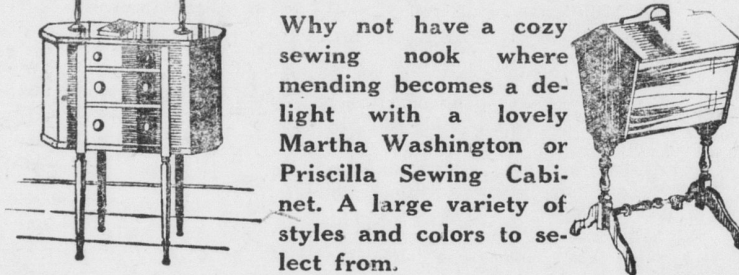 Why not have a cozy
sewing nook where
mending becomes a de-
light with a lovely
Martha Washington or
Priscilla Sewing Cabi-
net. A large variety of
styles and colors to se-
lect from.